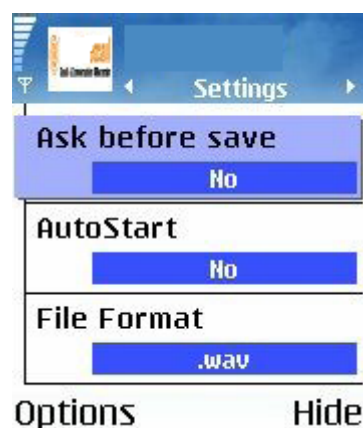 Settings
Ask before save
No
AutoStart
No
File Format
.wav
Options
Hide